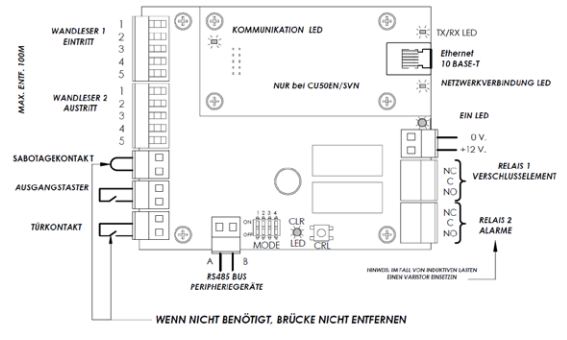 WANDLESER 1
EINTRITT
1
2
3
4
5
MAX. ENTF. 100M
WANDLESER 2
AUSTRITT
1
2
3
4
5
SABOTAGEKONTAKT
AUSGANGSTASTER
TÜRKONTAKT
KOMMUNIKATION LED
NUR bei CU50EN/SVN
TX/RX LED
Ethernet
10 BASE-T
NETZWERKVERBINDUNG LED
EIN LED
0 V.
+12 V.
NC
C
NO
RELAIS 1
VERSCHLUSSELEMENT
NC
C
NO
RELAIS 2
ALARME
1 2 3 4
ON
OFF
MODE
CLR
LED
CRL
A B
RS485 BUS
PERIPHERIEGERÄTE
HINWEIS: IM FALL VON INDUKTIVEN LASTEN
EINEN VARISTOR EINSETZEN
WENN NICHT BENÖTIGT, BRÜCKE NICHT ENTFERNEN